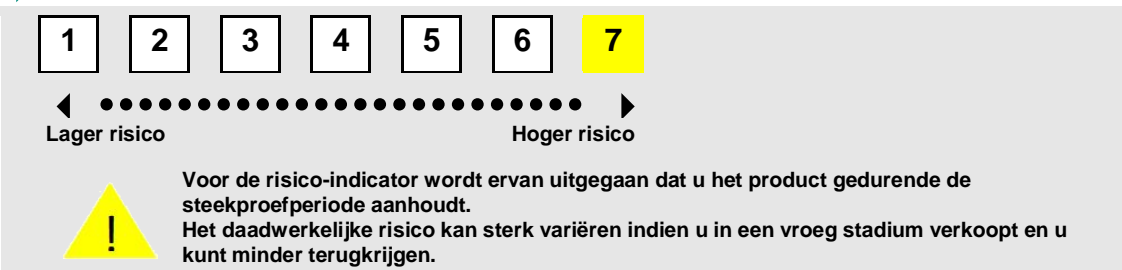 1 2 3 4 5 6 7
Lager risico Hoger risico
! Voor de risico-indicator wordt ervan uitgegaan dat u het product gedurende de
steekproefperiode aanhoudt.
Het daadwerkelijke risico kan sterk variëren indien u in een vroeg stadium verkoopt en u
kunt minder terugkrijgen.